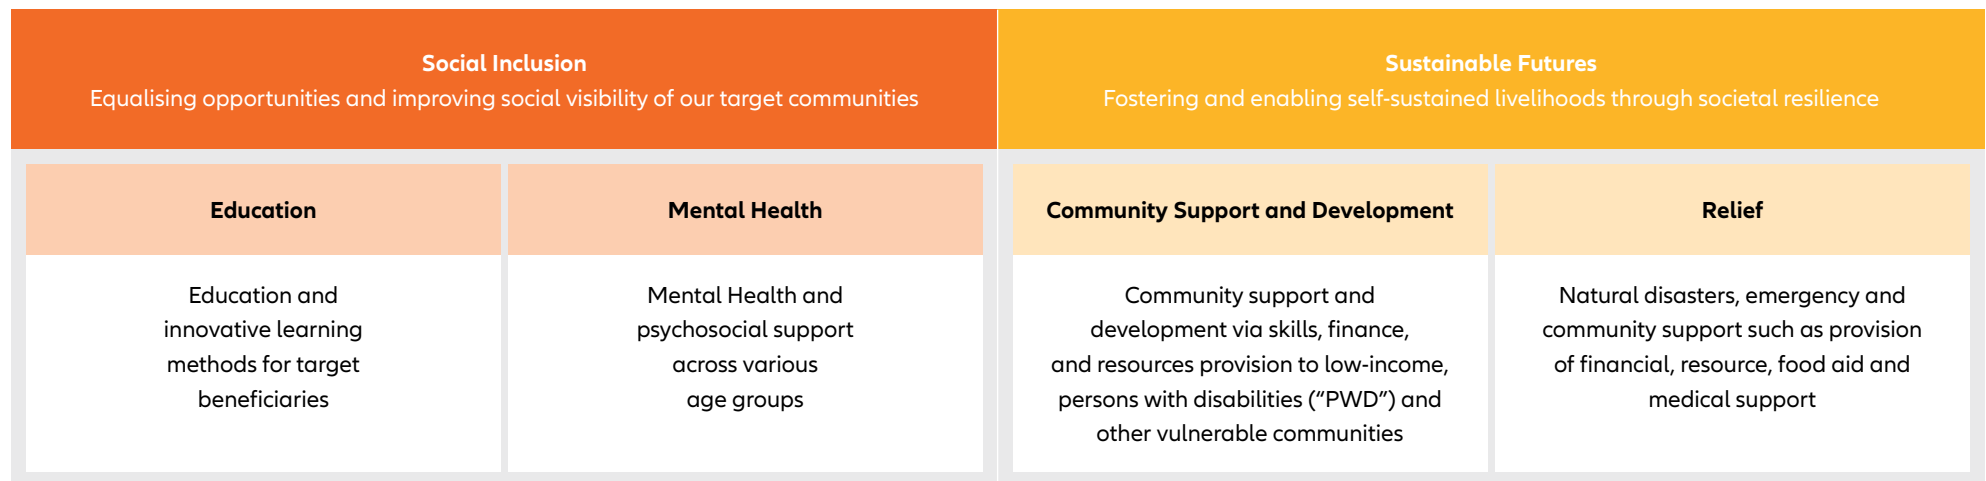 Social Inclusion
Equalising opportunities and improving social visibility of our target communities
Sustainable Futures
Fostering and enabling self-sustained livelihoods through societal resilience
Education
Education and
innovative learning
methods for target
beneficiaries
Mental Health
Mental Health and
psychosocial support
across various
age groups
Community Support and Development
Community support and
development via skills, finance,
and resources provision to low-income,
persons with disabilities (“PWD”) and
other vulnerable communities
Relief
Natural disasters, emergency and
community support such as provision
of financial, resource, food aid and
medical support